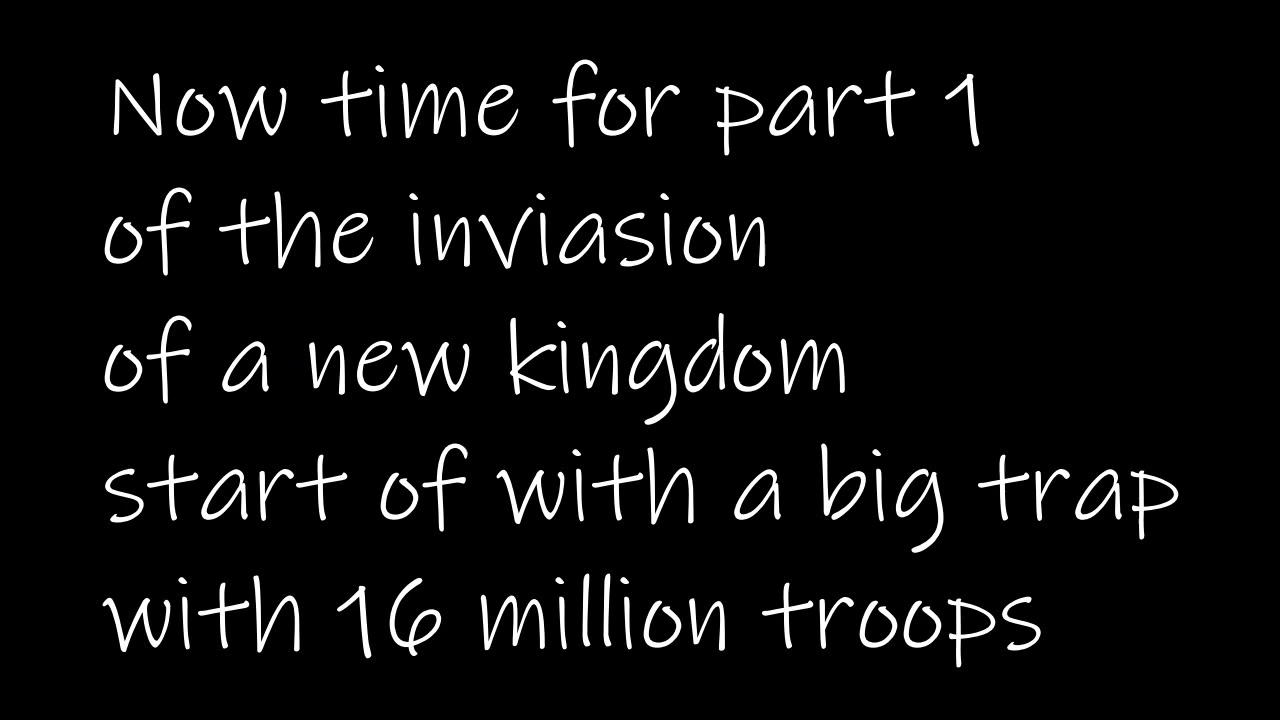 Now time for part 1
of the inviasion
of a new kingdom
start of with a big trap
with 16 million troops